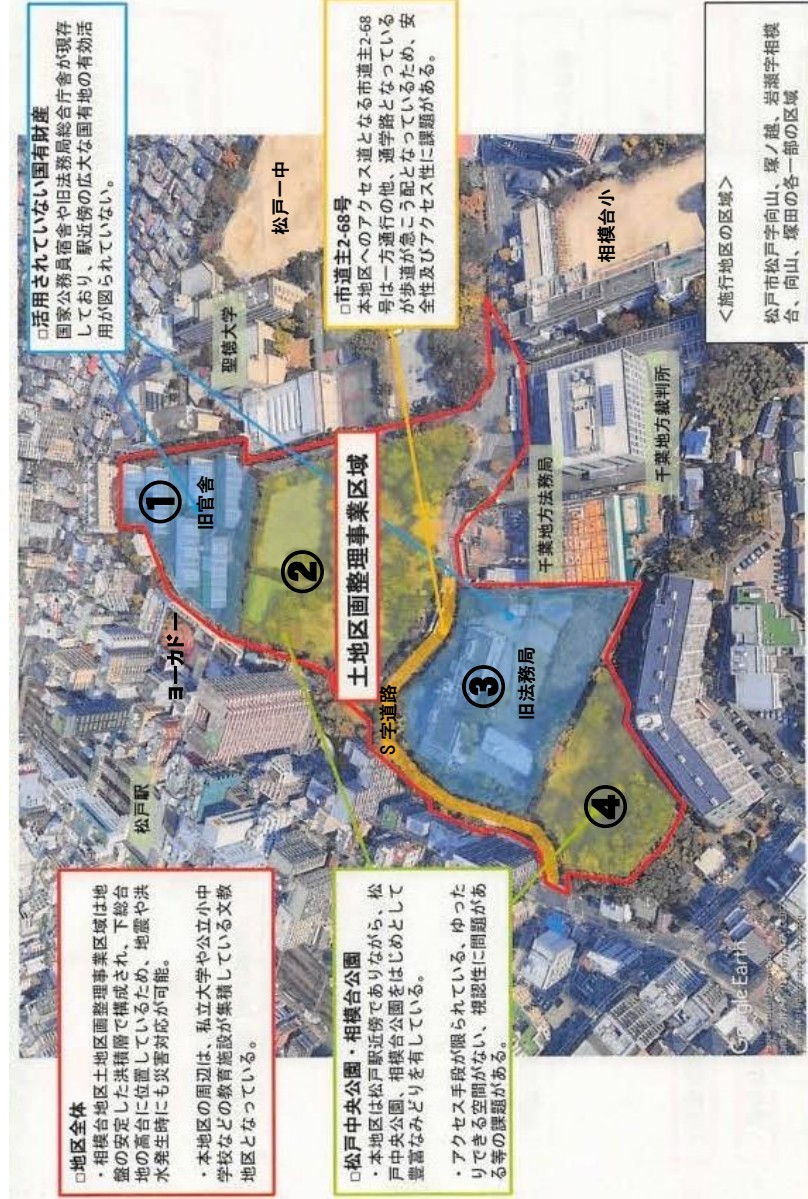 □地区全体
・相模台地区土地区画整理事業区域は地
盤の安定した洪積層で構成され、下総台
地の高台に位置しているため、地震や洪
水発生時にも災害対応が可能。
・本地区の周辺は、私立大学や公立小中
学校などの教育施設が集積している文教
地区となっている。
□活用されていない国有財産
国家公務員宿舎や旧法務局総合庁舎が現存
しており、駅近傍の広大な国有地の有効活
用が図られていない。
□松戸中央公園・相模台公園
・本地区は松戸駅近傍でありながら、松
戸中央公園、相模台公園をはじめとして
豊富なみどりを有している。
・アクセス手段が限られている、ゆった
りできる空間がない、視認性に問題があ
る等の課題がある。
□市道主2-68号
本地区へのアクセス道となる市道主2-68
号は一方通行の他、通学路となっている
が歩道が急こう配となっているため、安
全性及びアクセス性に課題がある。
松戸駅
ヨーカドー
①
旧官舎
聖徳大学
松戸一中
②
土地区画整理事業区域
S字道路
③
旧法務局
④
千葉地方法務局
千葉地方裁判所
相模台小
<施行地区の区域>
松戸市松戸字向山、塚ノ越、岩瀬字相模
台、向山、塚田の各一部の区域
Google Earth